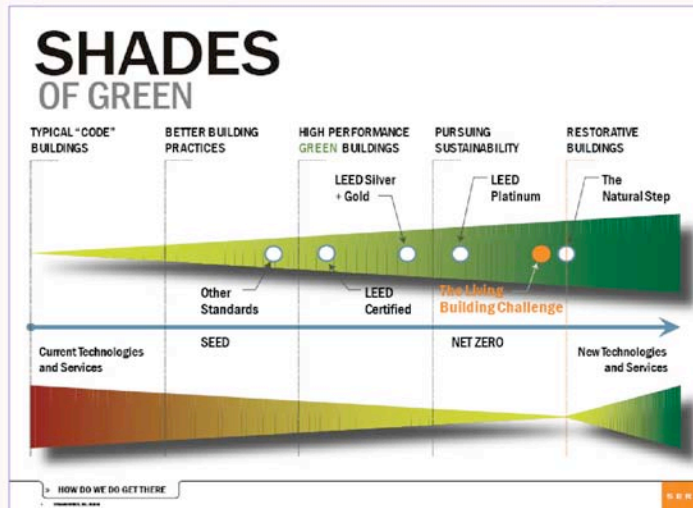 SHADES
OF GREEN
TYPICAL "CODE"
BUILDINGS
BETTER BUILDING
PRACTICES
HIGH PERFORMANCE
GREEN BUILDINGS
PURSUING
SUSTAINABILITY
RESTORATIVE
BUILDINGS
LEED Silver
+ Gold
LEED
Platinum
The
Natural Step
Other
Standards
LEED
Certified
The Living
Building Challenge
Current Technologies
and Services
SEED
NET ZERO
New Technologies
and Services
» HOW DO WE DO GET THERE
SER